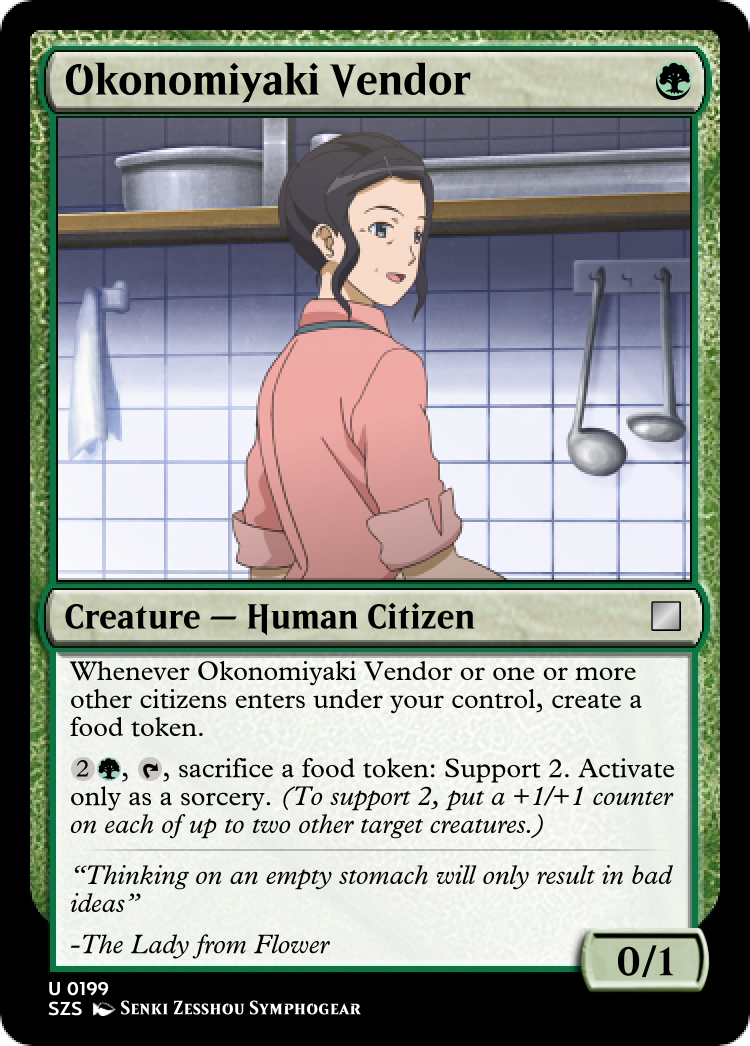 Okonomiyaki Vendor
Creature — Human Citizen
Whenever Okonomiyaki Vendor or one or more
other citizens enters under your control, create a
food token.
2, , sacrifice a food token: Support 2. Activate
only as a sorcery. (To support 2, put a +1/+1 counter
on each of up to two other target creatures.)
“Thinking on an empty stomach will only result in bad
ideas”
-The Lady from Flower
0/1
U 0199
SZS Senki Zesshou Symphogear